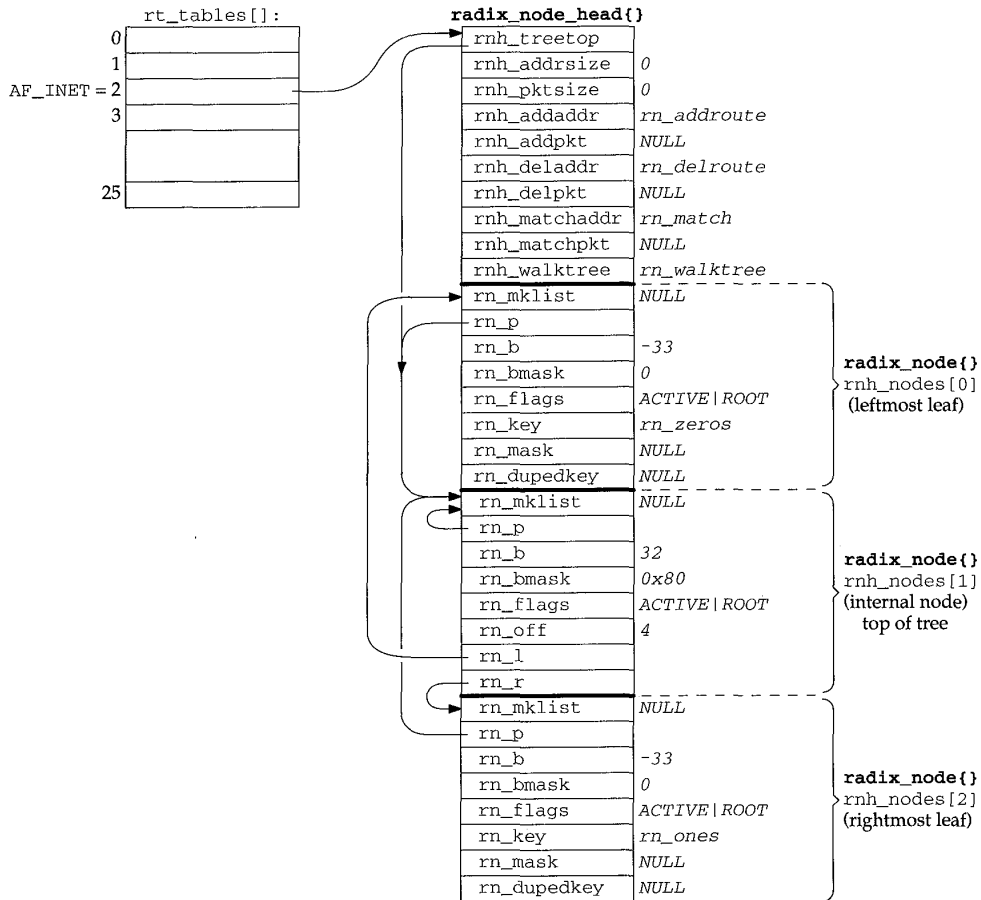 rt_tables[]:
radix_node_head{}
0
1
AF_INET = 2
3
25
rnh_treetop
rnh_addrsize 0
rnh_pktsize 0
rnh_addaddr rn_addroute
rnh_addpkt NULL
rnh_deladdr rn_delroute
rnh_delpkt NULL
rnh_matchaddr rn_match
rnh_matchpkt NULL
rnh_walktree rn_walktree
rn_mklist NULL
rn_p
rn_b -33
rn_bmask 0
rn_flags ACTIVE|ROOT
rn_key rn_zeros
rn_mask NULL
rn_dupedkey NULL
radix_node{}
rnh_nodes[0]
(leftmost leaf)
rn_mklist NULL
rn_p
rn_b 32
rn_bmask 0x80
rn_flags ACTIVE|ROOT
rn_off 4
rn_l
rn_r
radix_node{}
rnh_nodes[1]
(internal node)
top of tree
rn_mklist NULL
rn_p
rn_b -33
rn_bmask 0
rn_flags ACTIVE|ROOT
rn_key rn_ones
rn_mask NULL
rn_dupedkey NULL
radix_node{}
rnh_nodes[2]
(rightmost leaf)